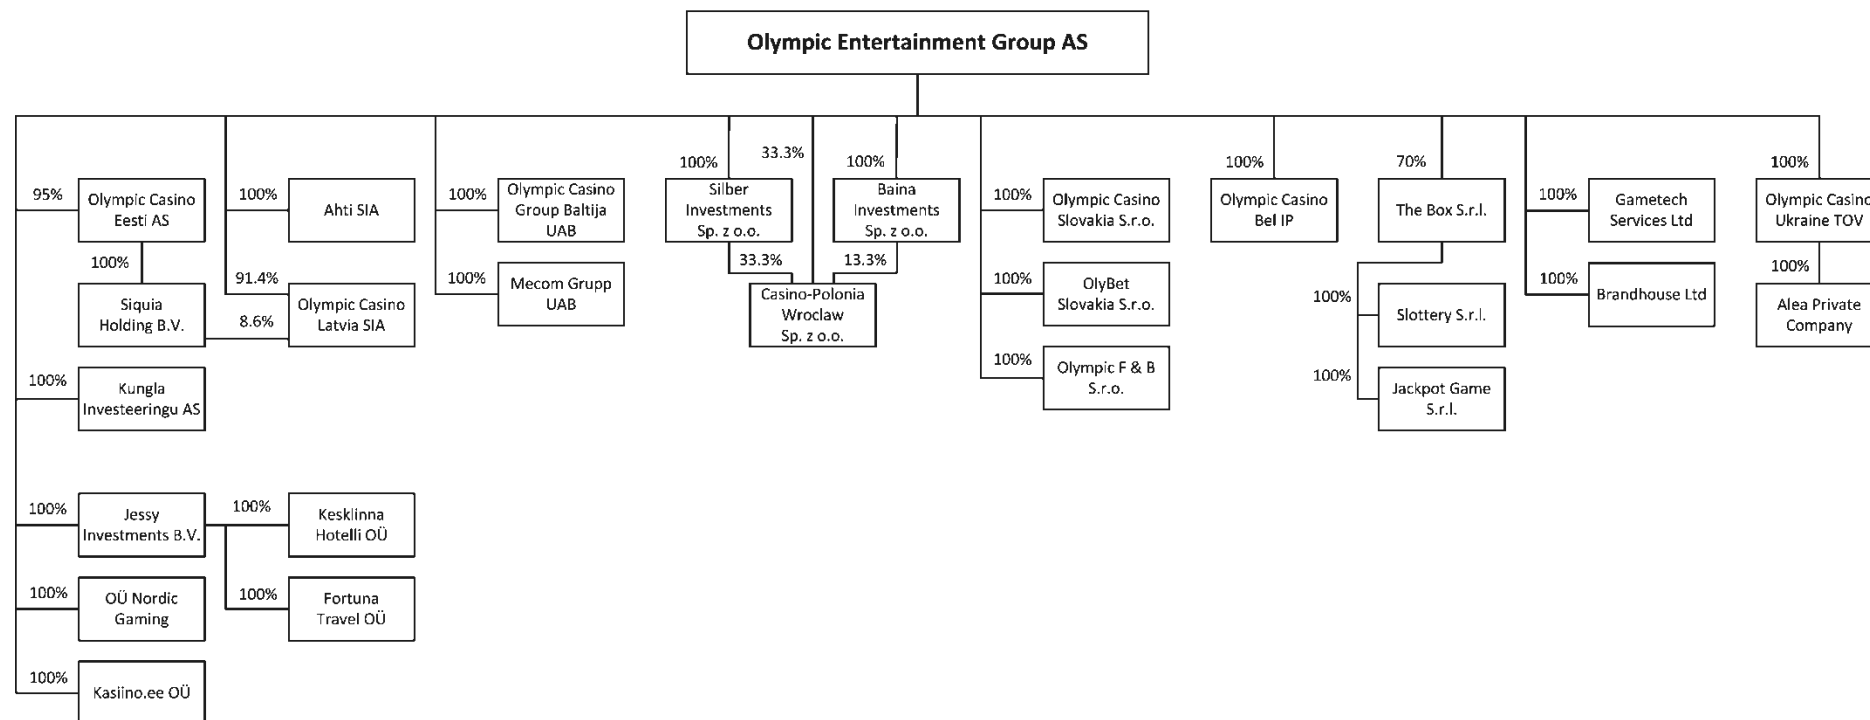 Olympic Entertainment Group AS
95%
Olympic Casino
Eesti AS
100%
Siquia
Holding B.V.
8.6%
100%
Kungla
Investeeringu AS
100%
Jessy
Investments B.V.
100%
Kesklinna
Hotelli OÜ
100%
Fortuna
Travel OÜ
100%
OÜ Nordic
Gaming
100%
Kasiino.ee OÜ
100%
Ahti SIA
91.4%
Olympic Casino
Latvia SIA
100%
Olympic Casino
Group Baltija
UAB
100%
Mecom Grupp
UAB
100%
Silber
Investments
Sp. z o.o.
33.3%
33.3%
100%
Baina
Investments
Sp. z o.o.
13.3%
Casino-Polonia
Wroclaw
Sp. z o.o.
100%
Olympic Casino
Slovakia S.r.o.
100%
OlyBet
Slovakia S.r.o.
100%
Olympic F & B
S.r.o.
100%
Olympic Casino
Bel IP
70%
The Box S.r.l.
100%
Slottery S.r.l.
100%
Jackpot Game
S.r.l.
100%
Gametech
Services Ltd
100%
Brandhouse Ltd
100%
Olympic Casino
Ukraine TOV
100%
Alea Private
Company